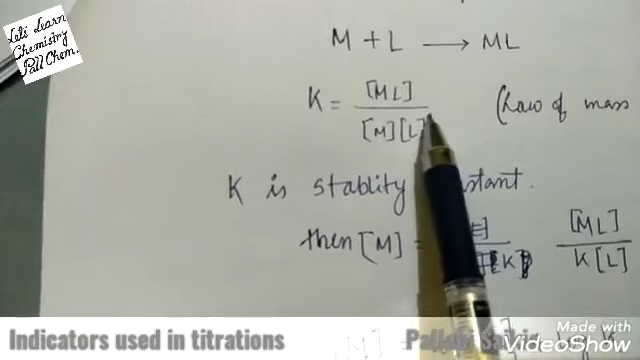 Let's Learn
Chemistry
Pall Chem.
M + L ⟶ ML
K = [ML] / [M][L] (Law of mass
K is stablity
then [M] = [ML] / K[L]
Indicators used in titrations
Made with
VideoShow